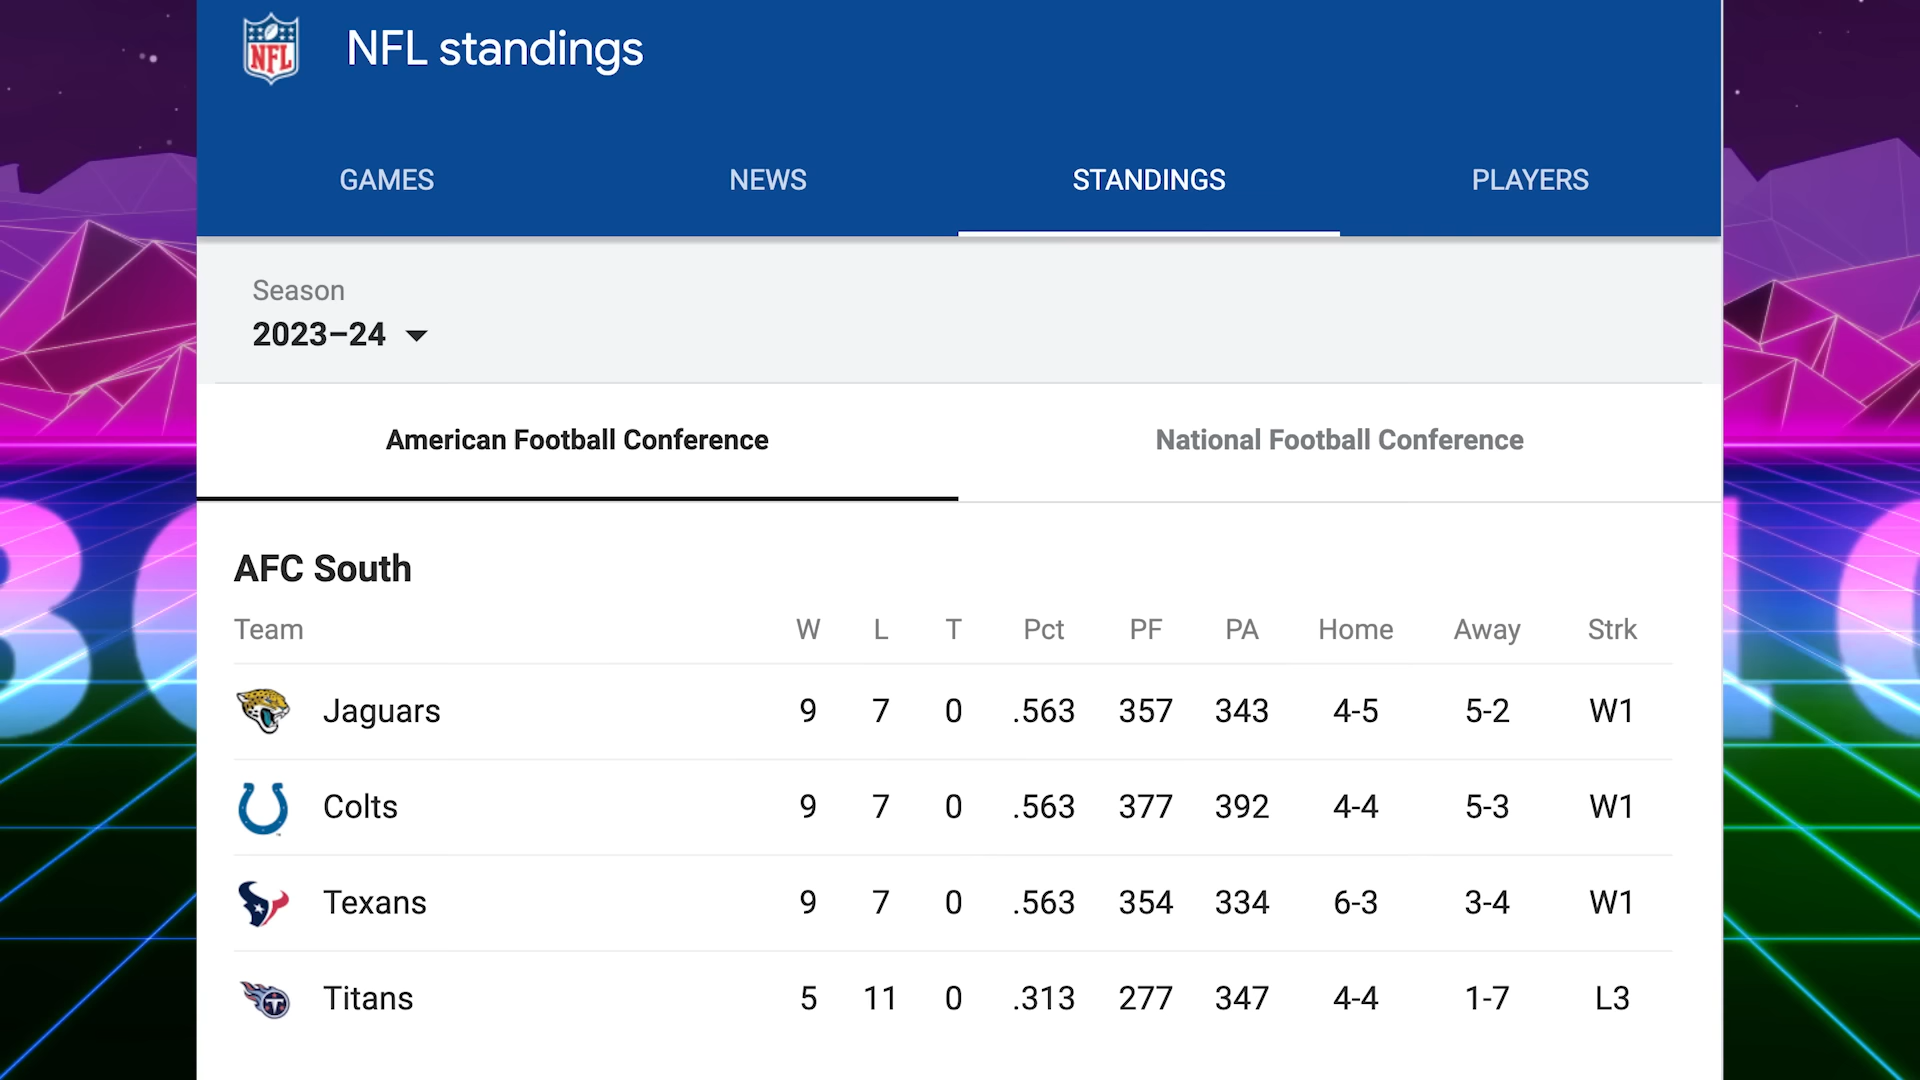 NFL
NFL standings
GAMES NEWS STANDINGS PLAYERS
Season
2023–24
American Football Conference National Football Conference
AFC South
Team W L T Pct PF PA Home Away Strk
Jaguars 9 7 0 .563 357 343 4-5 5-2 W1
Colts 9 7 0 .563 377 392 4-4 5-3 W1
Texans 9 7 0 .563 354 334 6-3 3-4 W1
T Titans 5 11 0 .313 277 347 4-4 1-7 L3